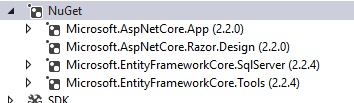 NuGet
Microsoft.AspNetCore.App (2.2.0)
Microsoft.AspNetCore.Razor.Design (2.2.0)
Microsoft.EntityFrameworkCore.SqlServer (2.2.4)
Microsoft.EntityFrameworkCore.Tools (2.2.4)
SDK